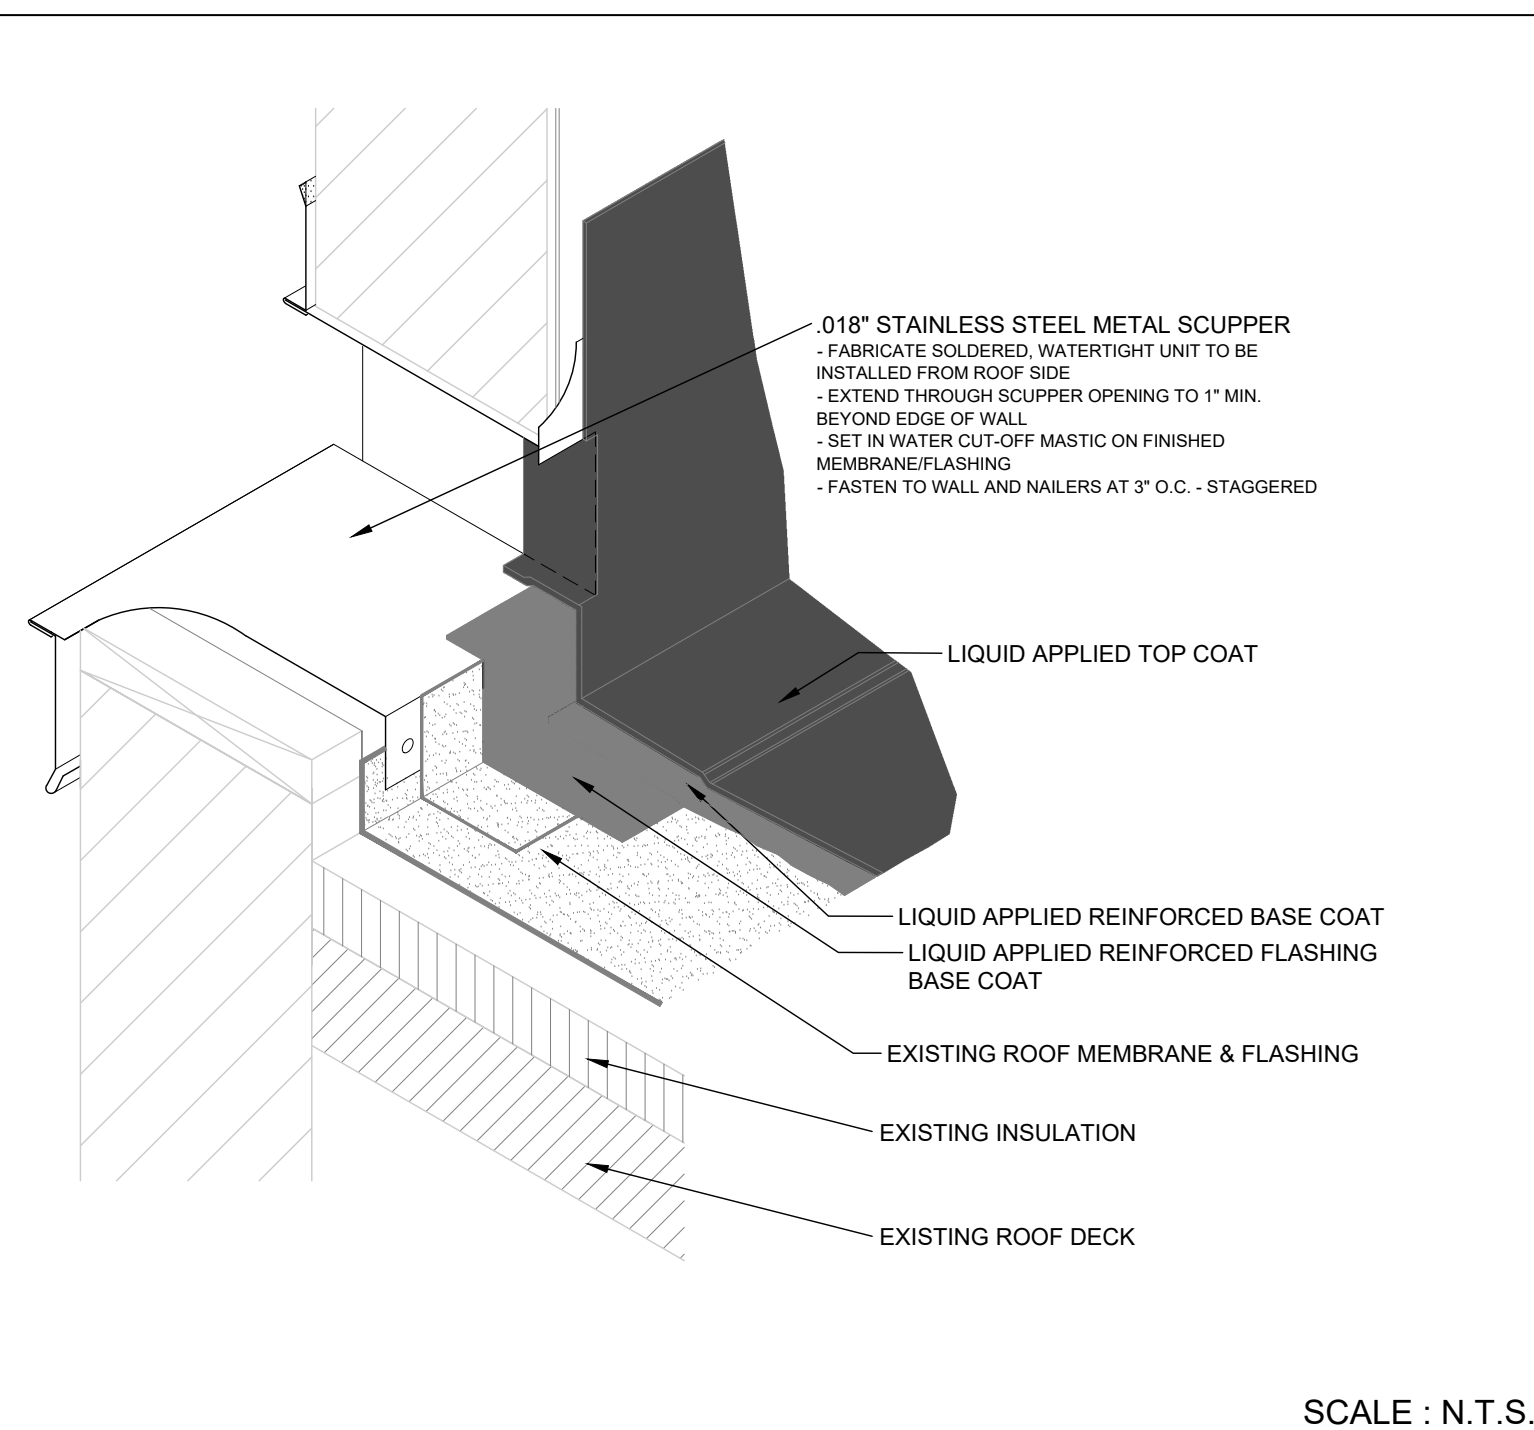 .018" STAINLESS STEEL METAL SCUPPER
- FABRICATE SOLDERED, WATERTIGHT UNIT TO BE
INSTALLED FROM ROOF SIDE
- EXTEND THROUGH SCUPPER OPENING TO 1" MIN.
BEYOND EDGE OF WALL
- SET IN WATER CUT-OFF MASTIC ON FINISHED
MEMBRANE/FLASHING
- FASTEN TO WALL AND NAILERS AT 3" O.C. - STAGGERED
LIQUID APPLIED TOP COAT
LIQUID APPLIED REINFORCED BASE COAT
LIQUID APPLIED REINFORCED FLASHING
BASE COAT
EXISTING ROOF MEMBRANE & FLASHING
EXISTING INSULATION
EXISTING ROOF DECK
SCALE : N.T.S.